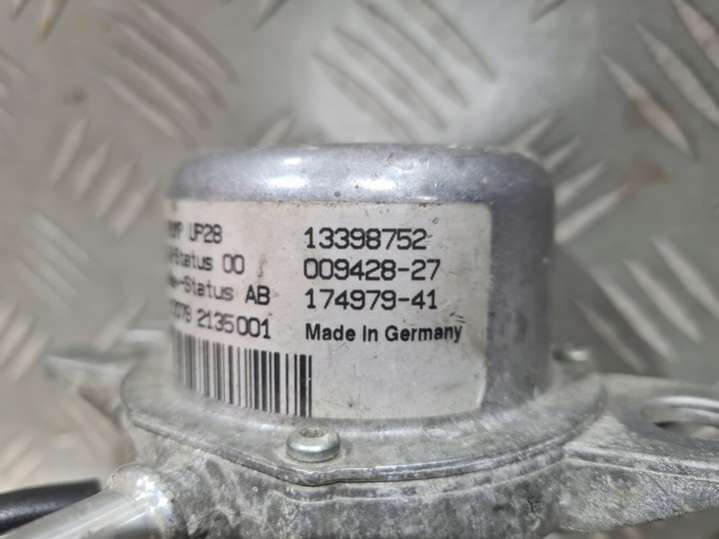 UP28 13398752
Status 00 009428-27
-Status AB 174979-41
2135001 Made In Germany